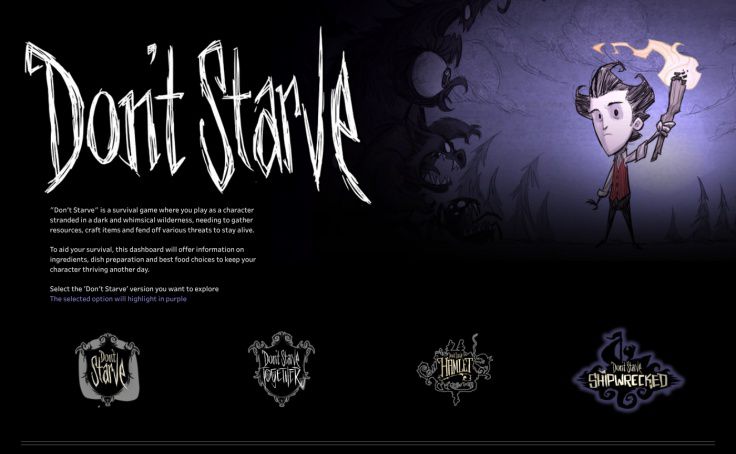 Don't Starve
"Don't Starve" is a survival game where you play as a character
stranded in a dark and whimsical wilderness, needing to gather
resources, craft items and fend off various threats to stay alive.
To aid your survival, this dashboard will offer information on
ingredients, dish preparation and best food choices to keep your
character thriving another day.
Select the 'Don't Starve' version you want to explore
The selected option will highlight in purple
Don't
Starve
Don't Starve
TOGETHER
Don't Starve
HAMLET
Don't Starve
SHIPWRECKED